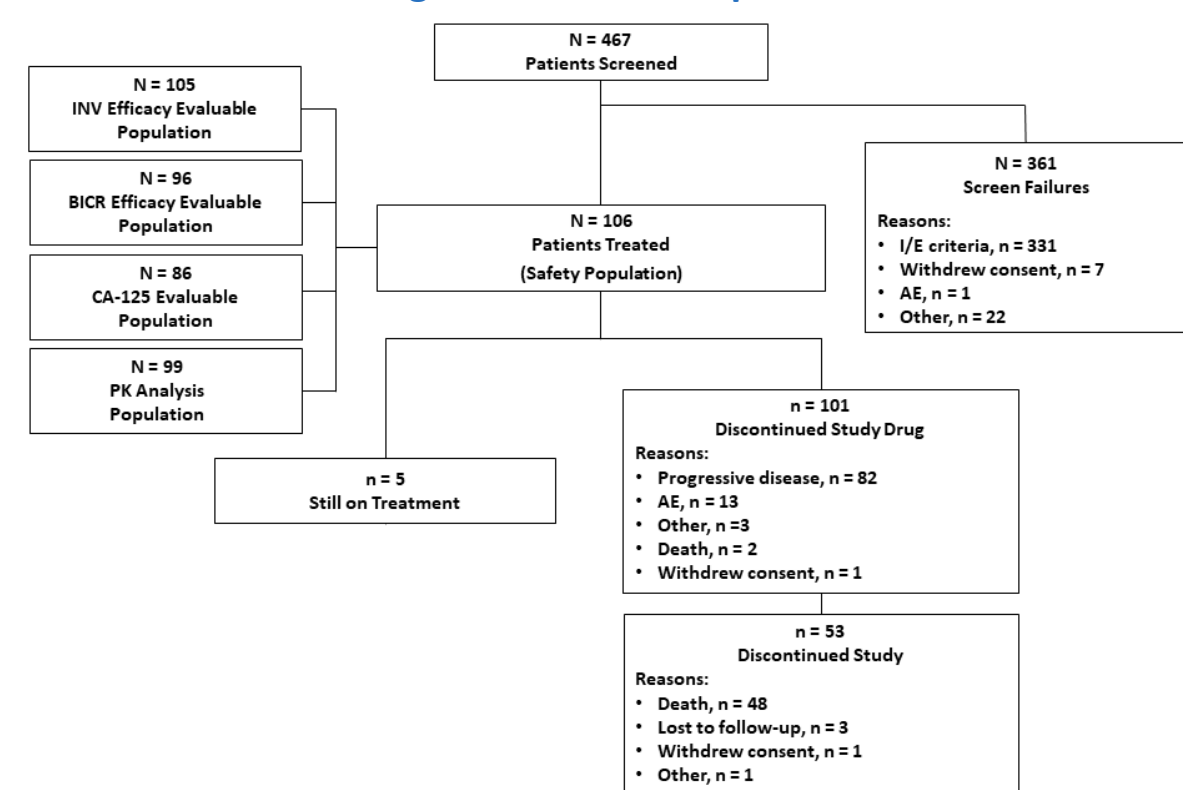 N = 467
Patients Screened
N = 105
INV Efficacy Evaluable
Population
N = 96
BICR Efficacy Evaluable
Population
N = 86
CA-125 Evaluable
Population
N = 99
PK Analysis
Population
N = 106
Patients Treated
(Safety Population)
N = 361
Screen Failures
Reasons:
• I/E criteria, n = 331
• Withdrew consent, n = 7
• AE, n = 1
• Other, n = 22
n = 5
Still on Treatment
n = 101
Discontinued Study Drug
Reasons:
• Progressive disease, n = 82
• AE, n = 13
• Other, n =3
• Death, n = 2
• Withdrew consent, n = 1
n = 53
Discontinued Study
Reasons:
• Death, n = 48
• Lost to follow-up, n = 3
• Withdrew consent, n = 1
• Other, n = 1